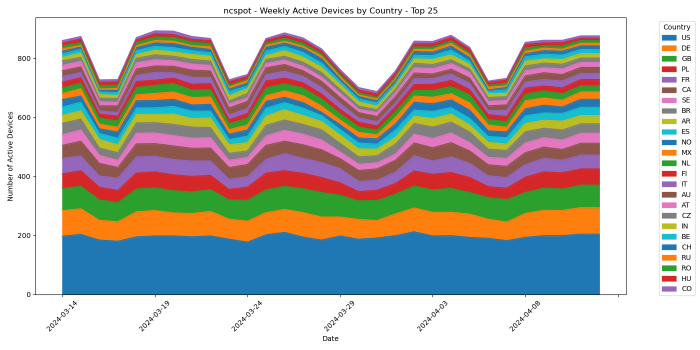 ncspot - Weekly Active Devices by Country - Top 25
Number of Active Devices
800
600
400
200
0
2024-03-14
2024-03-19
2024-03-24
2024-03-29
2024-04-03
2024-04-08
Date
Country
US
DE
GB
PL
FR
CA
SE
BR
AR
ES
NO
MX
NL
FI
IT
AU
AT
CZ
IN
BE
CH
RU
RO
HU
CO